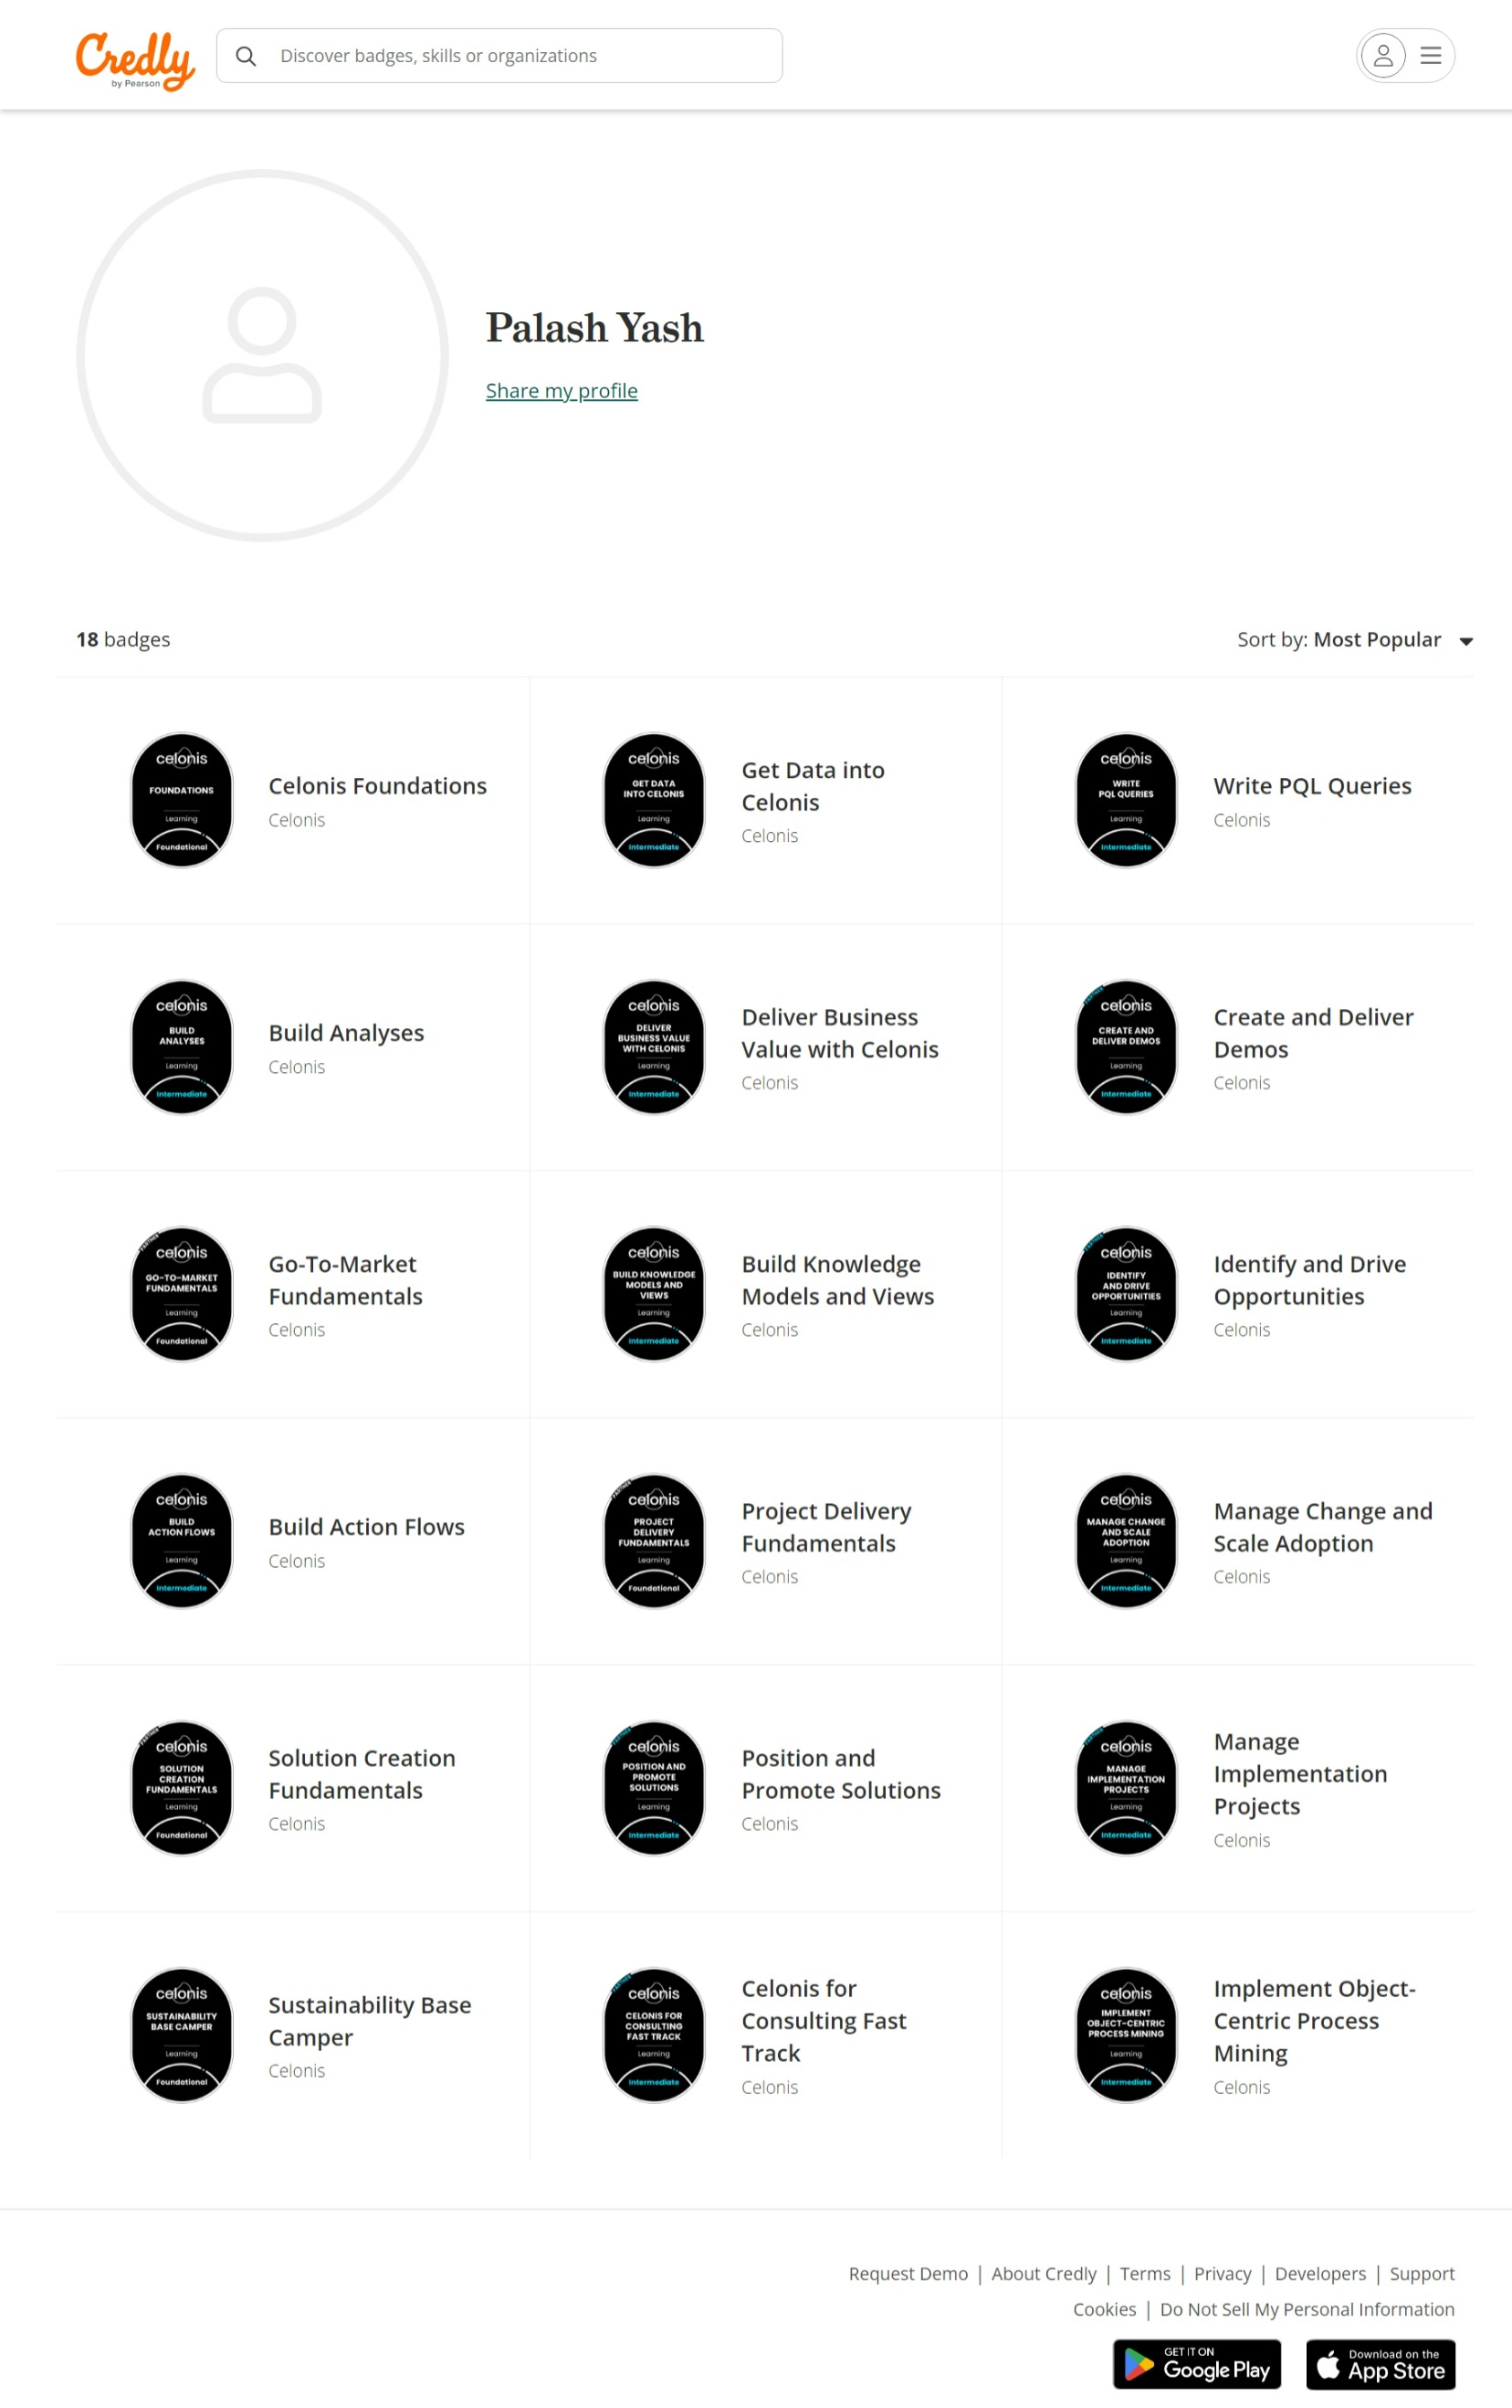 Credly
by Pearson
Discover badges, skills or organizations
Palash Yash
Share my profile
18 badges
Sort by: Most Popular
celonis
FOUNDATIONS
Learning
Foundational
Celonis Foundations
Celonis
celonis
GET DATA
INTO CELONIS
Learning
Intermediate
Get Data into
Celonis
Celonis
celonis
WRITE
PQL QUERIES
Learning
Intermediate
Write PQL Queries
Celonis
celonis
BUILD
ANALYSES
Learning
Intermediate
Build Analyses
Celonis
celonis
DELIVER
BUSINESS VALUE
WITH CELONIS
Learning
Intermediate
Deliver Business
Value with Celonis
Celonis
PARTNER
celonis
CREATE AND
DELIVER DEMOS
Learning
Intermediate
Create and Deliver
Demos
Celonis
PARTNER
celonis
GO-TO-MARKET
FUNDAMENTALS
Learning
Foundational
Go-To-Market
Fundamentals
Celonis
celonis
BUILD KNOWLEDGE
MODELS AND
VIEWS
Learning
Intermediate
Build Knowledge
Models and Views
Celonis
PARTNER
celonis
IDENTIFY
AND DRIVE
OPPORTUNITIES
Learning
Intermediate
Identify and Drive
Opportunities
Celonis
celonis
BUILD
ACTION FLOWS
Learning
Intermediate
Build Action Flows
Celonis
PARTNER
celonis
PROJECT
DELIVERY
FUNDAMENTALS
Learning
Foundational
Project Delivery
Fundamentals
Celonis
celonis
MANAGE CHANGE
AND SCALE
ADOPTION
Learning
Intermediate
Manage Change and
Scale Adoption
Celonis
PARTNER
celonis
SOLUTION
CREATION
FUNDAMENTALS
Learning
Foundational
Solution Creation
Fundamentals
Celonis
PARTNER
celonis
POSITION AND
PROMOTE
SOLUTIONS
Learning
Intermediate
Position and
Promote Solutions
Celonis
PARTNER
celonis
MANAGE
IMPLEMENTATION
PROJECTS
Learning
Intermediate
Manage
Implementation
Projects
Celonis
celonis
SUSTAINABILITY
BASE CAMPER
Learning
Foundational
Sustainability Base
Camper
Celonis
PARTNER
celonis
CELONIS FOR
CONSULTING
FAST TRACK
Learning
Intermediate
Celonis for
Consulting Fast
Track
Celonis
celonis
IMPLEMENT
OBJECT-CENTRIC
PROCESS MINING
Learning
Intermediate
Implement Object-
Centric Process
Mining
Celonis
Request Demo | About Credly | Terms | Privacy | Developers | Support
Cookies | Do Not Sell My Personal Information
GET IT ON
Google Play
Download on the
App Store